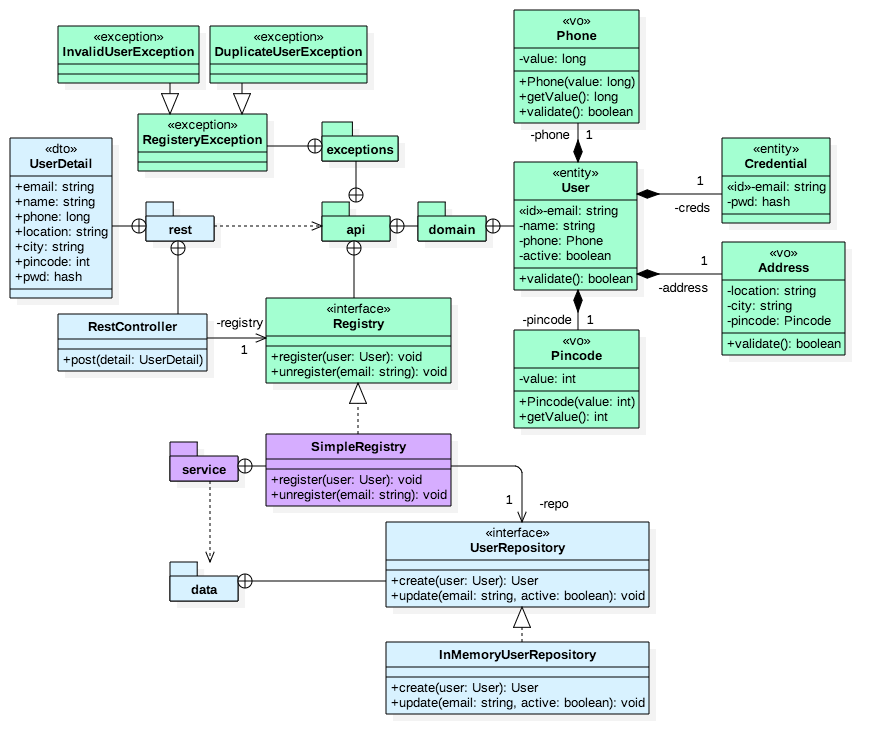 «exception»
InvalidUserException
«exception»
DuplicateUserException
«vo»
Phone
-value: long
+Phone(value: long)
+getValue(): long
+validate(): boolean
«exception»
RegisteryException
exceptions
-phone
1
«dto»
UserDetail
+email: string
+name: string
+phone: long
+location: string
+city: string
+pincode: int
+pwd: hash
rest
api
domain
«entity»
User
«id»-email: string
-name: string
-phone: Phone
-active: boolean
+validate(): boolean
1
-creds
«entity»
Credential
«id»-email: string
-pwd: hash
1
-address
«vo»
Address
-location: string
-city: string
-pincode: Pincode
+validate(): boolean
-pincode
1
«vo»
Pincode
-value: int
+Pincode(value: int)
+getValue(): int
RestController
+post(detail: UserDetail)
-registry
1
«interface»
Registry
+register(user: User): void
+unregister(email: string): void
SimpleRegistry
+register(user: User): void
+unregister(email: string): void
service
1
-repo
«interface»
UserRepository
+create(user: User): User
+update(email: string, active: boolean): void
data
InMemoryUserRepository
+create(user: User): User
+update(email: string, active: boolean): void